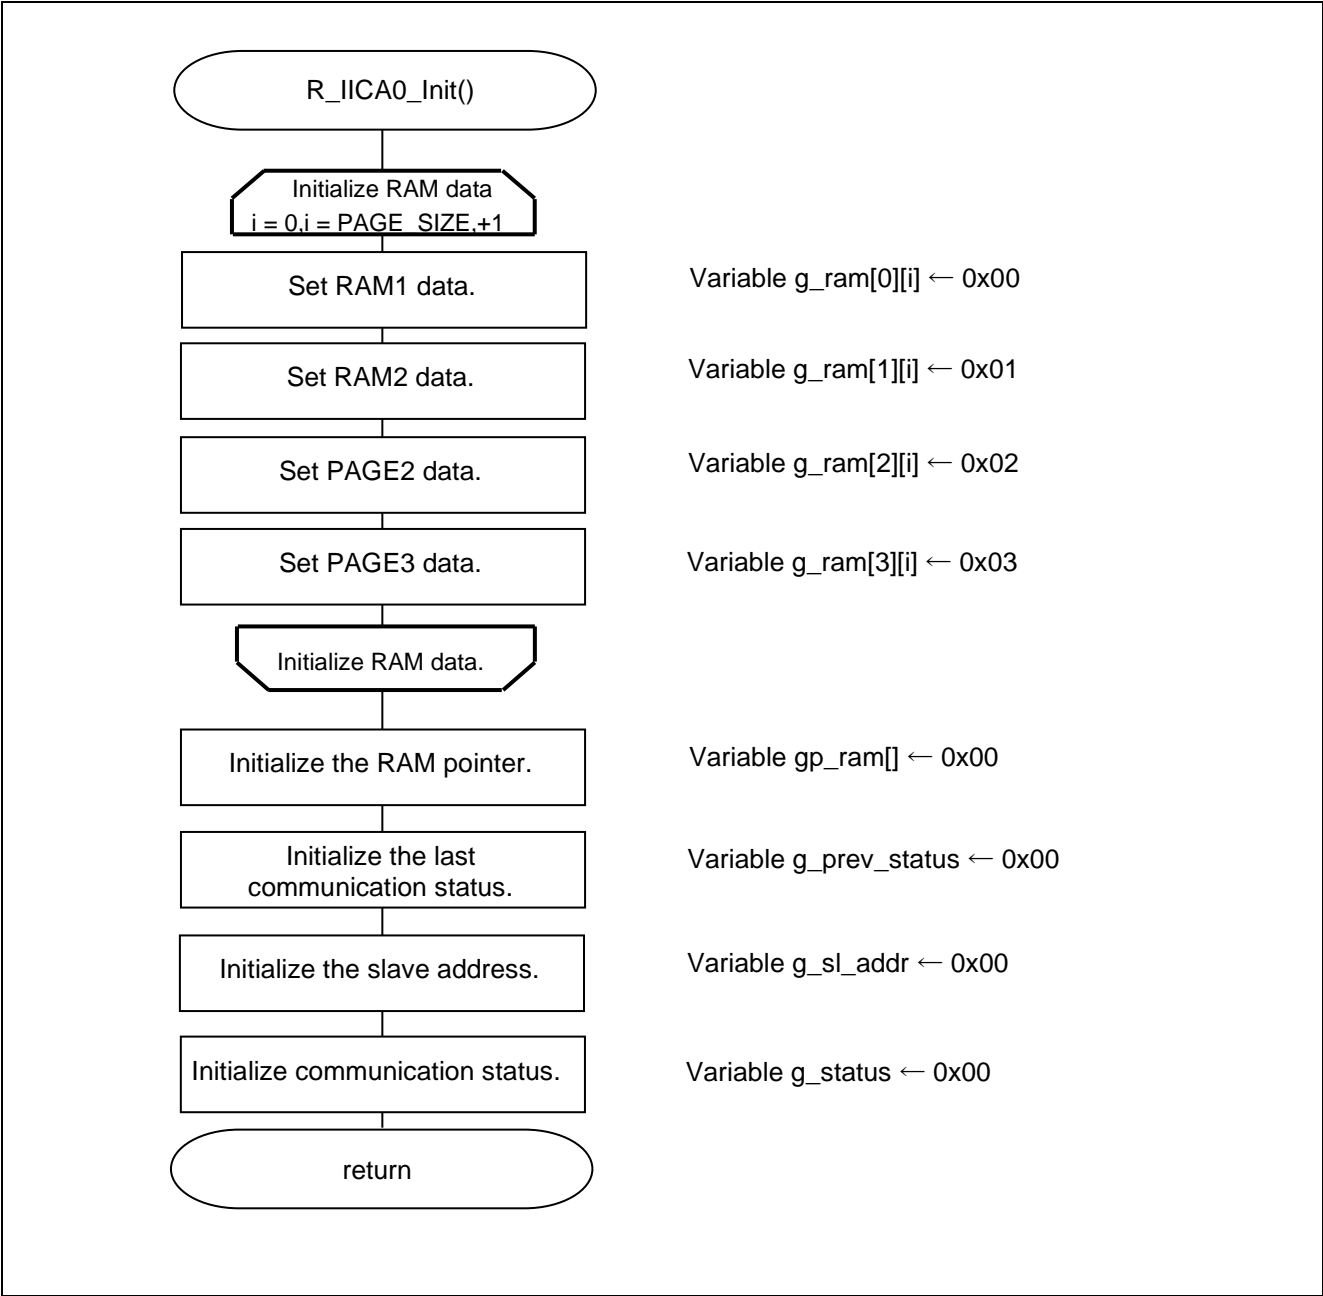 R_IICA0_Init()
Initialize RAM data
i = 0,i = PAGE_SIZE,+1
Set RAM1 data.
Variable g_ram[0][i] ← 0x00
Set RAM2 data.
Variable g_ram[1][i] ← 0x01
Set PAGE2 data.
Variable g_ram[2][i] ← 0x02
Set PAGE3 data.
Variable g_ram[3][i] ← 0x03
Initialize RAM data.
Initialize the RAM pointer.
Variable gp_ram[] ← 0x00
Initialize the last
communication status.
Variable g_prev_status ← 0x00
Initialize the slave address.
Variable g_sl_addr ← 0x00
Initialize communication status.
Variable g_status ← 0x00
return